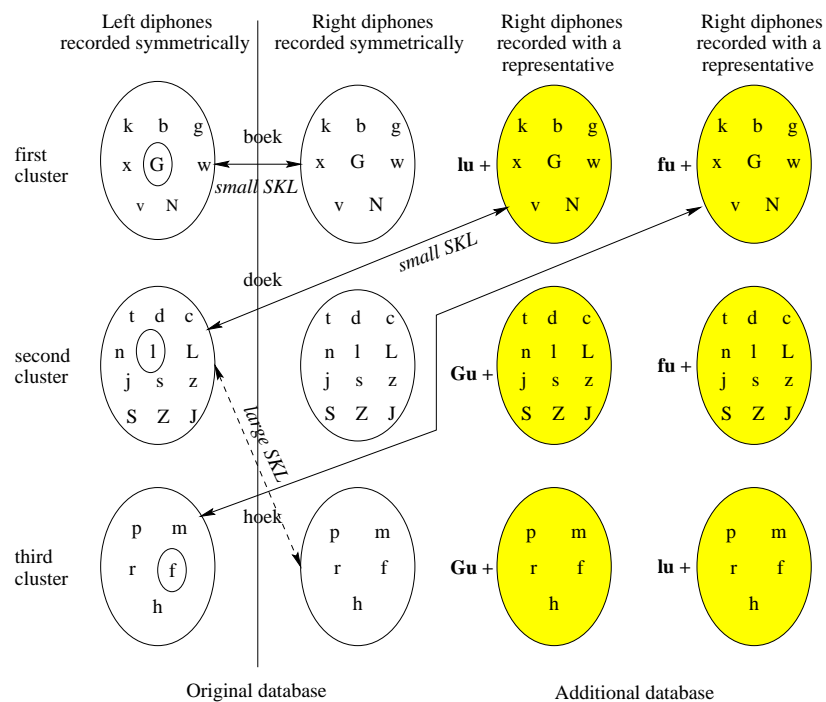 Left diphones
recorded symmetrically
Right diphones
recorded symmetrically
Right diphones
recorded with a
representative
Right diphones
recorded with a
representative
first
cluster
k b g
x G w
v N
boek
small SKL
k b g
x G w
v N
lu +
k b g
x G w
v N
fu +
k b g
x G w
v N
small SKL
doek
second
cluster
t d c
n l L
j s z
S Z J
t d c
n l L
j s z
S Z J
Gu +
t d c
n l L
j s z
S Z J
fu +
t d c
n l L
j s z
S Z J
large SKL
hoek
third
cluster
p m
r f
h
p m
r f
h
Gu +
p m
r f
h
lu +
p m
r f
h
Original database
Additional database